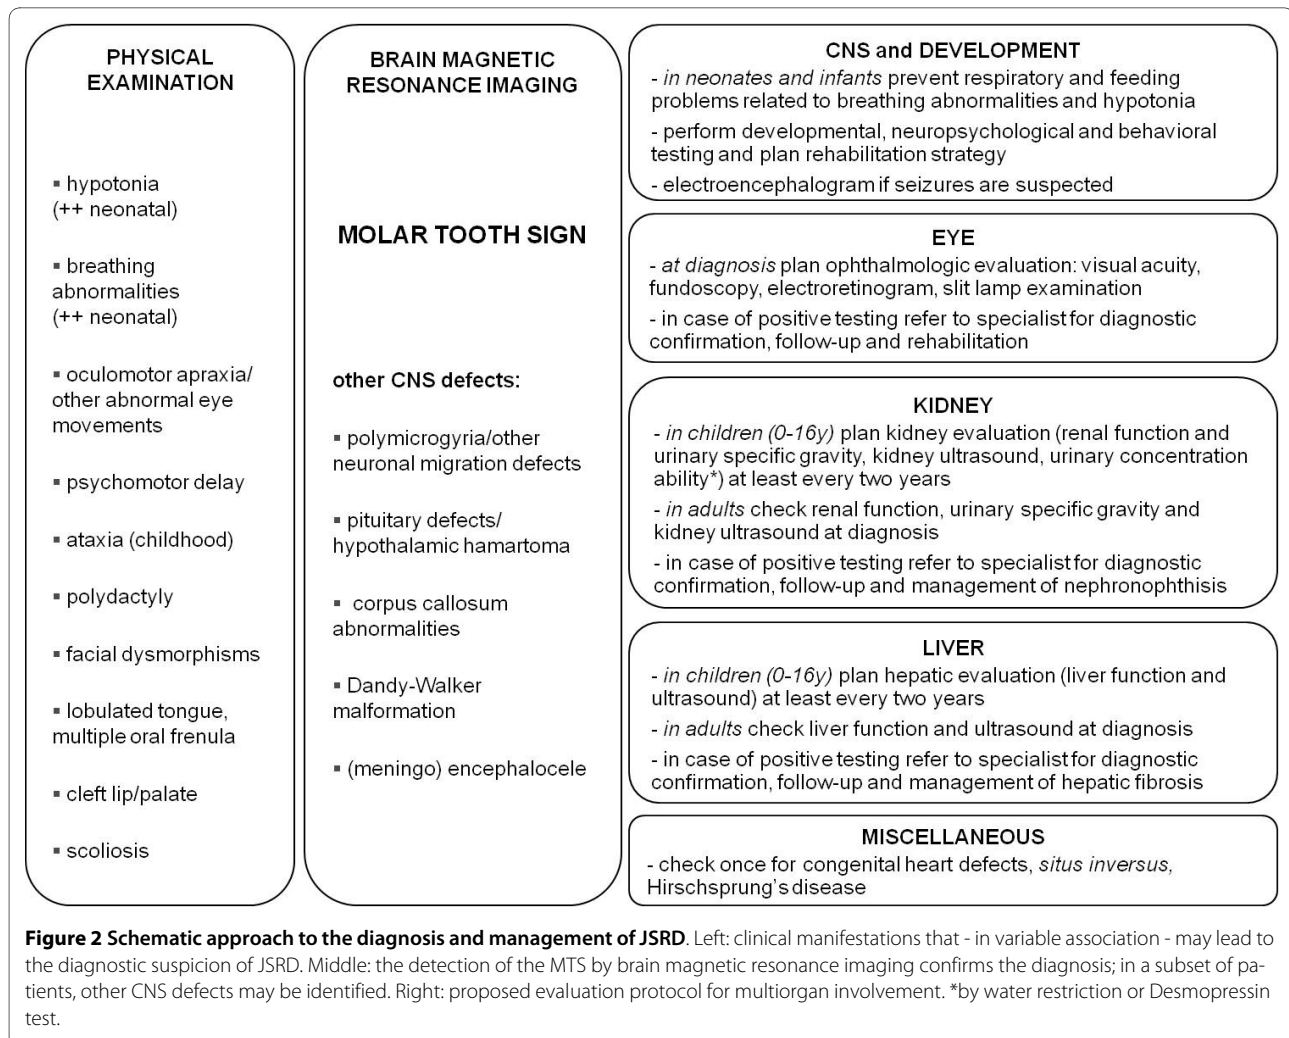 PHYSICAL
EXAMINATION
▪ hypotonia
(++ neonatal)
▪ breathing
abnormalities
(++ neonatal)
▪ oculomotor apraxia/
other abnormal eye
movements
▪ psychomotor delay
▪ ataxia (childhood)
▪ polydactyly
▪ facial dysmorphisms
▪ lobulated tongue,
multiple oral frenula
▪ cleft lip/palate
▪ scoliosis
BRAIN MAGNETIC
RESONANCE IMAGING
MOLAR TOOTH SIGN
other CNS defects:
▪ polymicrogyria/other
neuronal migration defects
▪ pituitary defects/
hypothalamic hamartoma
▪ corpus callosum
abnormalities
▪ Dandy-Walker
malformation
▪ (meningo) encephalocele
CNS and DEVELOPMENT
- in neonates and infants prevent respiratory and feeding
problems related to breathing abnormalities and hypotonia
- perform developmental, neuropsychological and behavioral
testing and plan rehabilitation strategy
- electroencephalogram if seizures are suspected
EYE
- at diagnosis plan ophthalmologic evaluation: visual acuity,
fundoscopy, electroretinogram, slit lamp examination
- in case of positive testing refer to specialist for diagnostic
confirmation, follow-up and rehabilitation
KIDNEY
- in children (0-16y) plan kidney evaluation (renal function and
urinary specific gravity, kidney ultrasound, urinary concentration
ability*) at least every two years
- in adults check renal function, urinary specific gravity and
kidney ultrasound at diagnosis
- in case of positive testing refer to specialist for diagnostic
confirmation, follow-up and management of nephronophthisis
LIVER
- in children (0-16y) plan hepatic evaluation (liver function and
ultrasound) at least every two years
- in adults check liver function and ultrasound at diagnosis
- in case of positive testing refer to specialist for diagnostic
confirmation, follow-up and management of hepatic fibrosis
MISCELLANEOUS
- check once for congenital heart defects, situs inversus,
Hirschsprung's disease
Figure 2 Schematic approach to the diagnosis and management of JSRD. Left: clinical manifestations that - in variable association - may lead to
the diagnostic suspicion of JSRD. Middle: the detection of the MTS by brain magnetic resonance imaging confirms the diagnosis; in a subset of pa-
tients, other CNS defects may be identified. Right: proposed evaluation protocol for multiorgan involvement. *by water restriction or Desmopressin
test.